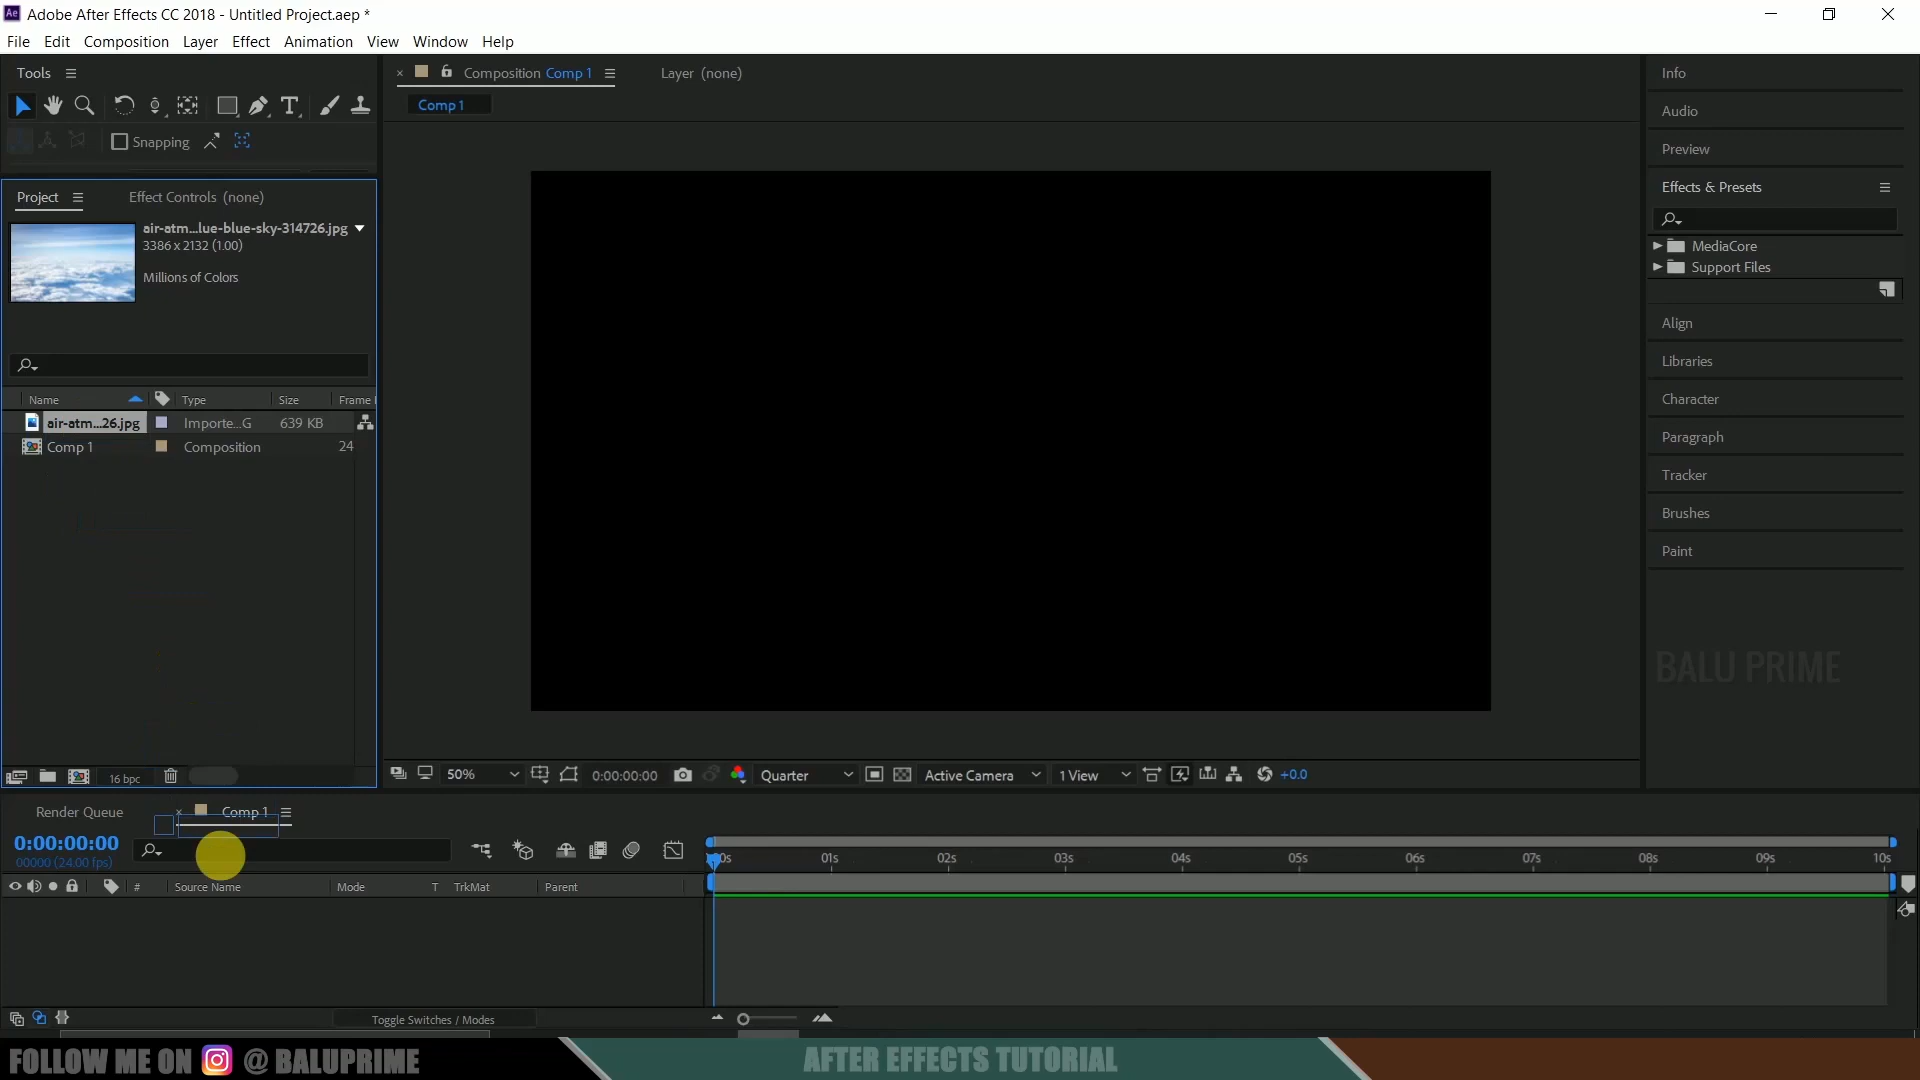 Ae Adobe After Effects CC 2018 - Untitled Project.aep *
File Edit Composition Layer Effect Animation View Window Help
Tools
Snapping
Composition Comp 1
Layer (none)
Comp 1
Project
Effect Controls (none)
air-atm...lue-blue-sky-314726.jpg
3386 x 2132 (1.00)
Millions of Colors
Name Type Size Frame
air-atm...26.jpg Importe...G 639 KB
Comp 1 Composition 24
16 bpc
50%
0:00:00:00
Quarter
Active Camera
1 View
+0.0
Info
Audio
Preview
Effects & Presets
MediaCore
Support Files
Align
Libraries
Character
Paragraph
Tracker
Brushes
Paint
BALU PRIME
Render Queue
Comp 1
0:00:00:00
00000 (24.00 fps)
# Source Name Mode T TrkMat Parent
0s 01s 02s 03s 04s 05s 06s 07s 08s 09s 10s
Toggle Switches / Modes
FOLLOW ME ON @ BALUPRIME
AFTER EFFECTS TUTORIAL